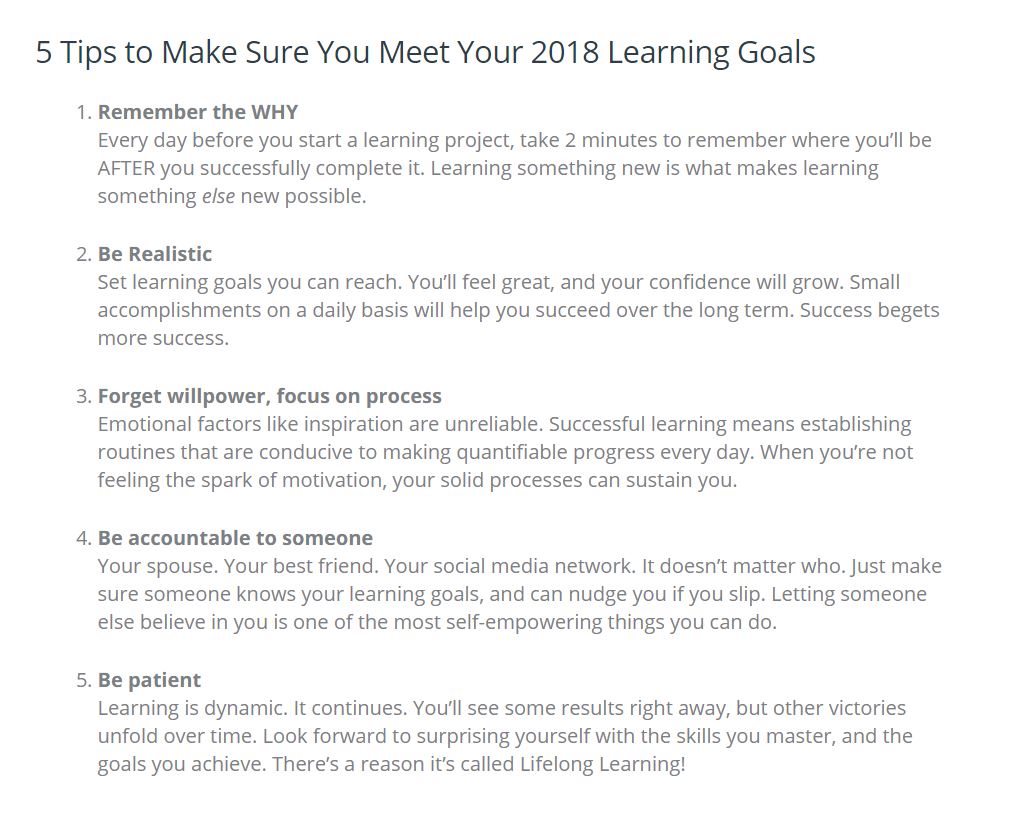 5 Tips to Make Sure You Meet Your 2018 Learning Goals
1. Remember the WHY
Every day before you start a learning project, take 2 minutes to remember where you’ll be
AFTER you successfully complete it. Learning something new is what makes learning
something else new possible.
2. Be Realistic
Set learning goals you can reach. You’ll feel great, and your confidence will grow. Small
accomplishments on a daily basis will help you succeed over the long term. Success begets
more success.
3. Forget willpower, focus on process
Emotional factors like inspiration are unreliable. Successful learning means establishing
routines that are conducive to making quantifiable progress every day. When you’re not
feeling the spark of motivation, your solid processes can sustain you.
4. Be accountable to someone
Your spouse. Your best friend. Your social media network. It doesn’t matter who. Just make
sure someone knows your learning goals, and can nudge you if you slip. Letting someone
else believe in you is one of the most self-empowering things you can do.
5. Be patient
Learning is dynamic. It continues. You’ll see some results right away, but other victories
unfold over time. Look forward to surprising yourself with the skills you master, and the
goals you achieve. There’s a reason it’s called Lifelong Learning!